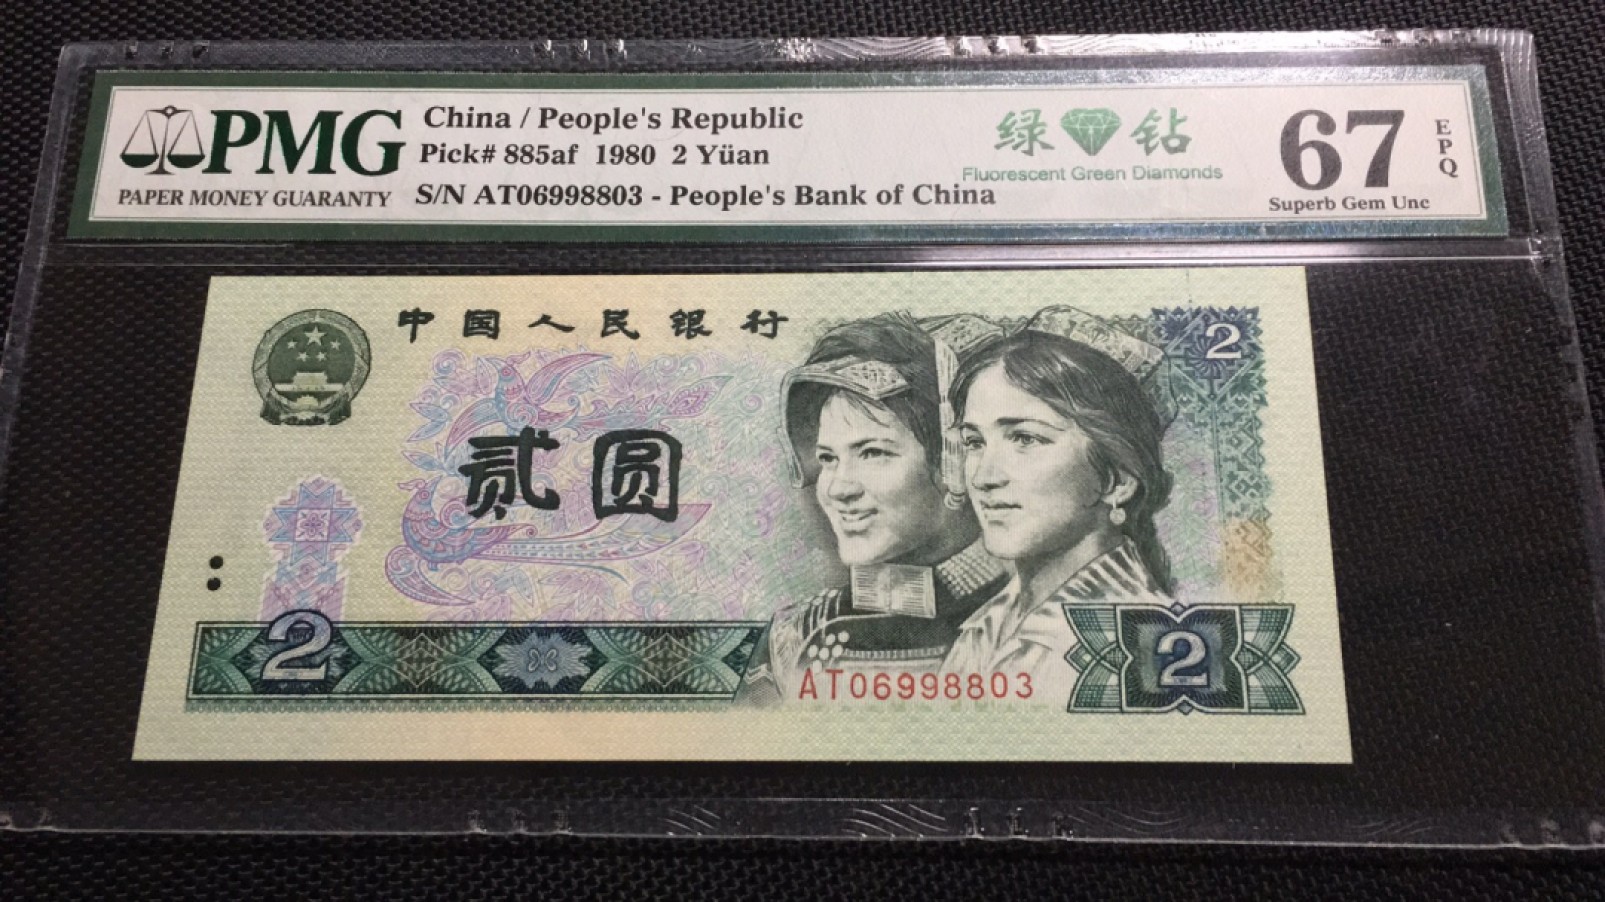 PMG
PAPER MONEY GUARANTY
China / People's Republic
Pick# 885af 1980 2 Yüan
S/N AT06998803 - People's Bank of China
绿 钻
Fluorescent Green Diamonds
67
EPQ
Superb Gem Unc
中国人民银行
2
贰圆
2
2
AT06998803